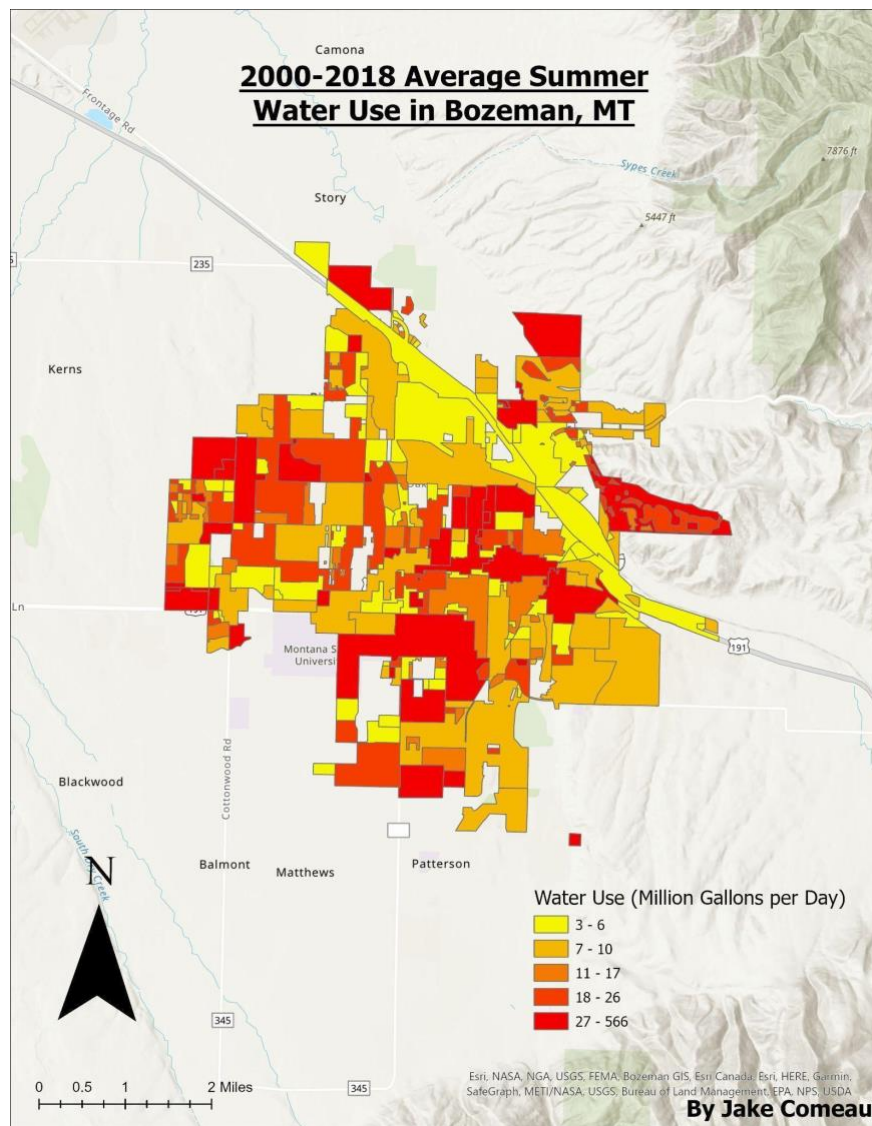 Camona
2000-2018 Average Summer
Water Use in Bozeman, MT
Frontage Rd
7876 ft
Sypes Creek
Story
5447 ft
235
Kerns
Montana S
Universit
191
Ln
Cottonwood Rd
Blackwood
South Dry Creek
Balmont
Matthews
Patterson
N
Water Use (Million Gallons per Day)
3 - 6
7 - 10
11 - 17
18 - 26
27 - 566
345
345
0 0.5 1 2 Miles
Esri, NASA, NGA, USGS, FEMA, Bozeman GIS, Esri Canada, Esri, HERE, Garmin,
SafeGraph, METI/NASA, USGS, Bureau of Land Management, EPA, NPS, USDA
By Jake Comeau